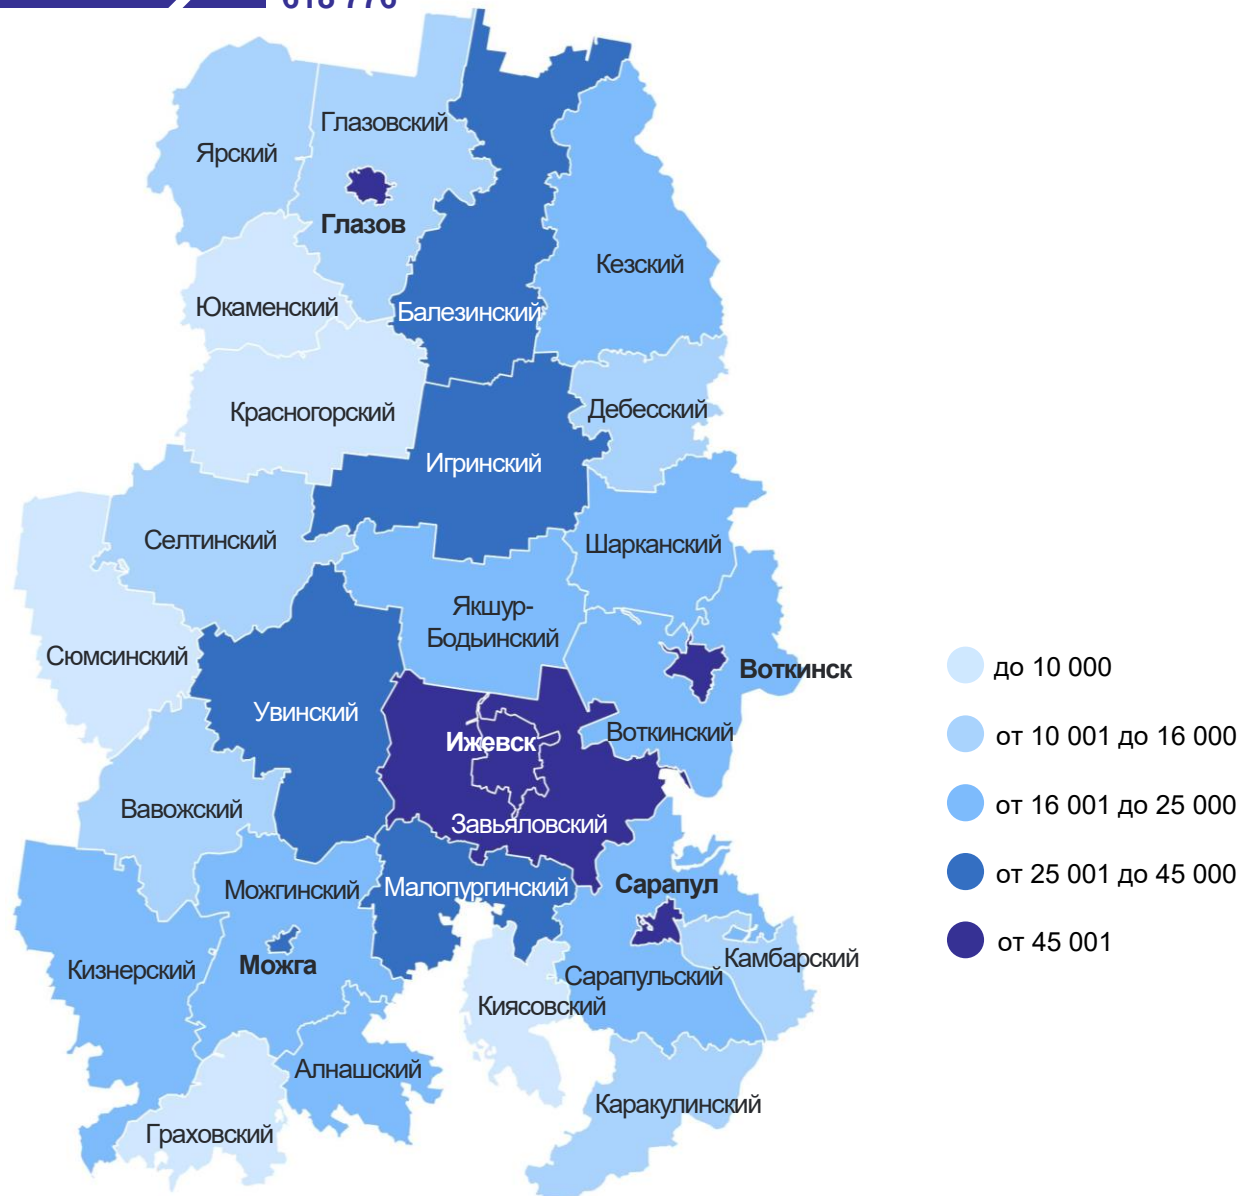 618 776
Глазовский
Ярский
Глазов
Кезский
Юкаменский
Балезинский
Красногорский
Дебесский
Игринский
Селтинский
Шарканский
Якшур-
Бодьинский
Сюмсинский
Воткинск
Увинский
Воткинский
Ижевск
Вавожский
Завьяловский
Можгинский
Малопургинский
Сарапул
Можга
Кизнерский
Камбарский
Сарапульский
Киясовский
Алнашский
Каракулинский
Граховский
до 10 000
от 10 001 до 16 000
от 16 001 до 25 000
от 25 001 до 45 000
от 45 001